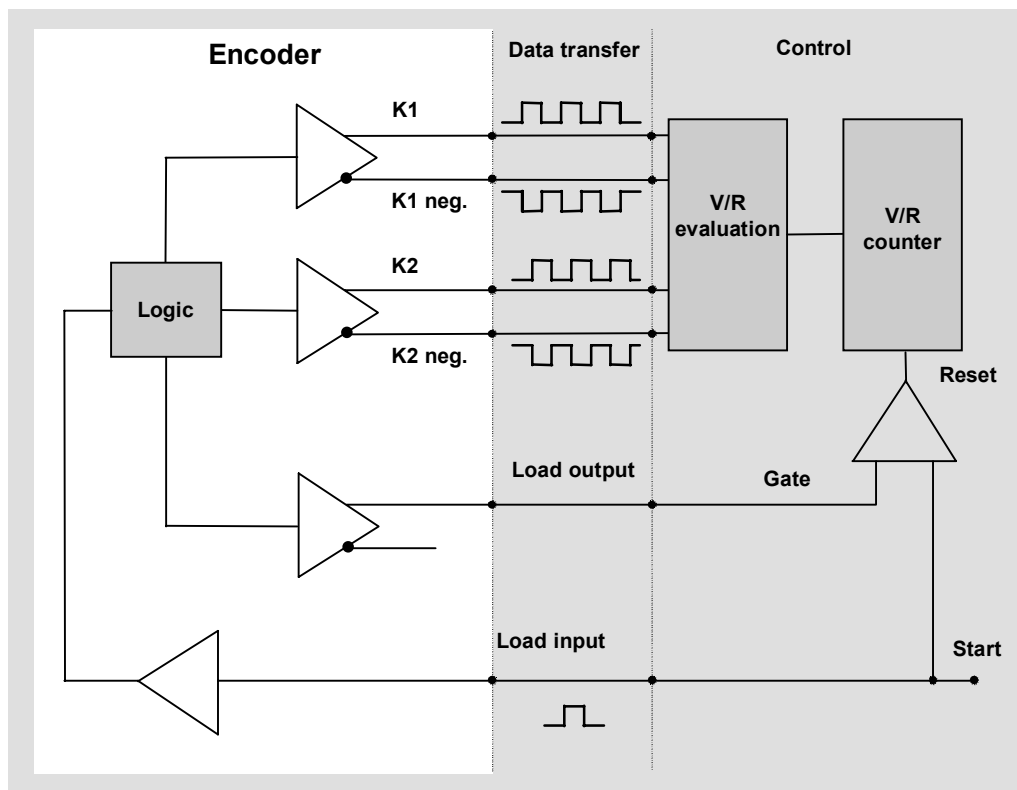 Encoder
Data transfer
Control
K1
K1 neg.
V/R
evaluation
V/R
counter
K2
Logic
K2 neg.
Reset
Load output
Gate
Load input
Start